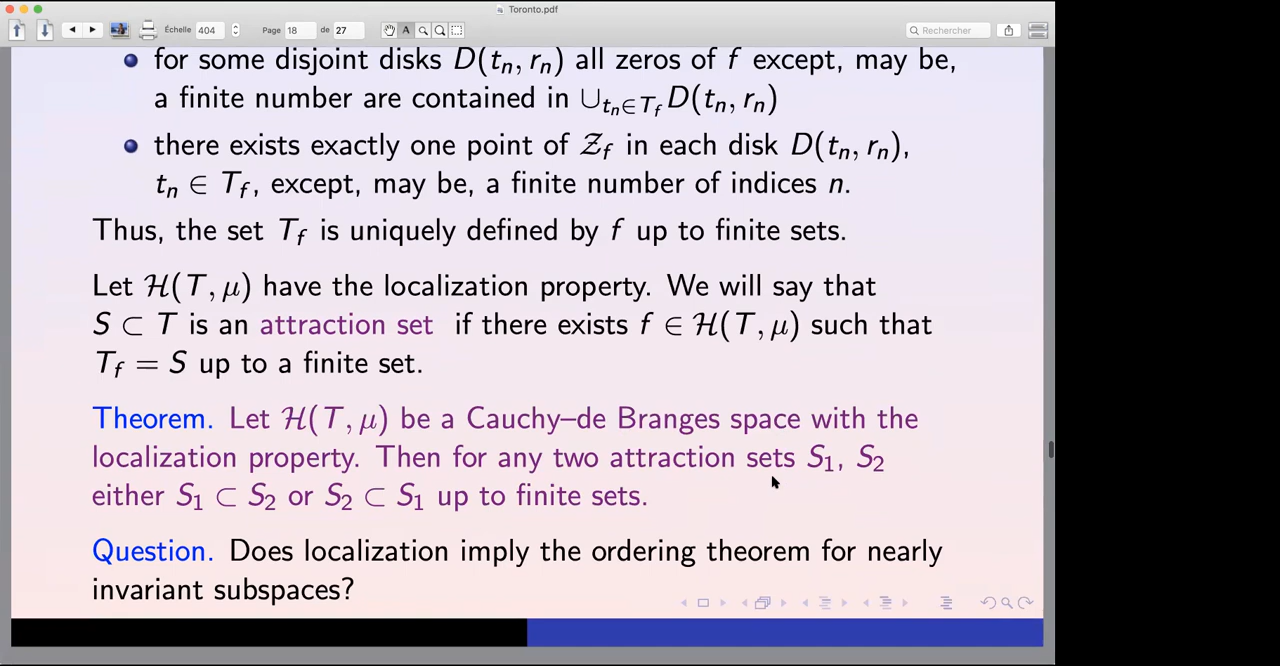 Toronto.pdf
Échelle 404 Page 18 de 27 Rechercher
for some disjoint disks D(tₙ, rₙ) all zeros of f except, may be,
a finite number are contained in ∪_{tₙ∈T_f} D(tₙ, rₙ)
there exists exactly one point of 𝒵_f in each disk D(tₙ, rₙ),
tₙ ∈ T_f, except, may be, a finite number of indices n.
Thus, the set T_f is uniquely defined by f up to finite sets.
Let ℋ(T, μ) have the localization property. We will say that
S ⊂ T is an attraction set if there exists f ∈ ℋ(T, μ) such that
T_f = S up to a finite set.
Theorem. Let ℋ(T, μ) be a Cauchy–de Branges space with the
localization property. Then for any two attraction sets S₁, S₂
either S₁ ⊂ S₂ or S₂ ⊂ S₁ up to finite sets.
Question. Does localization imply the ordering theorem for nearly
invariant subspaces?